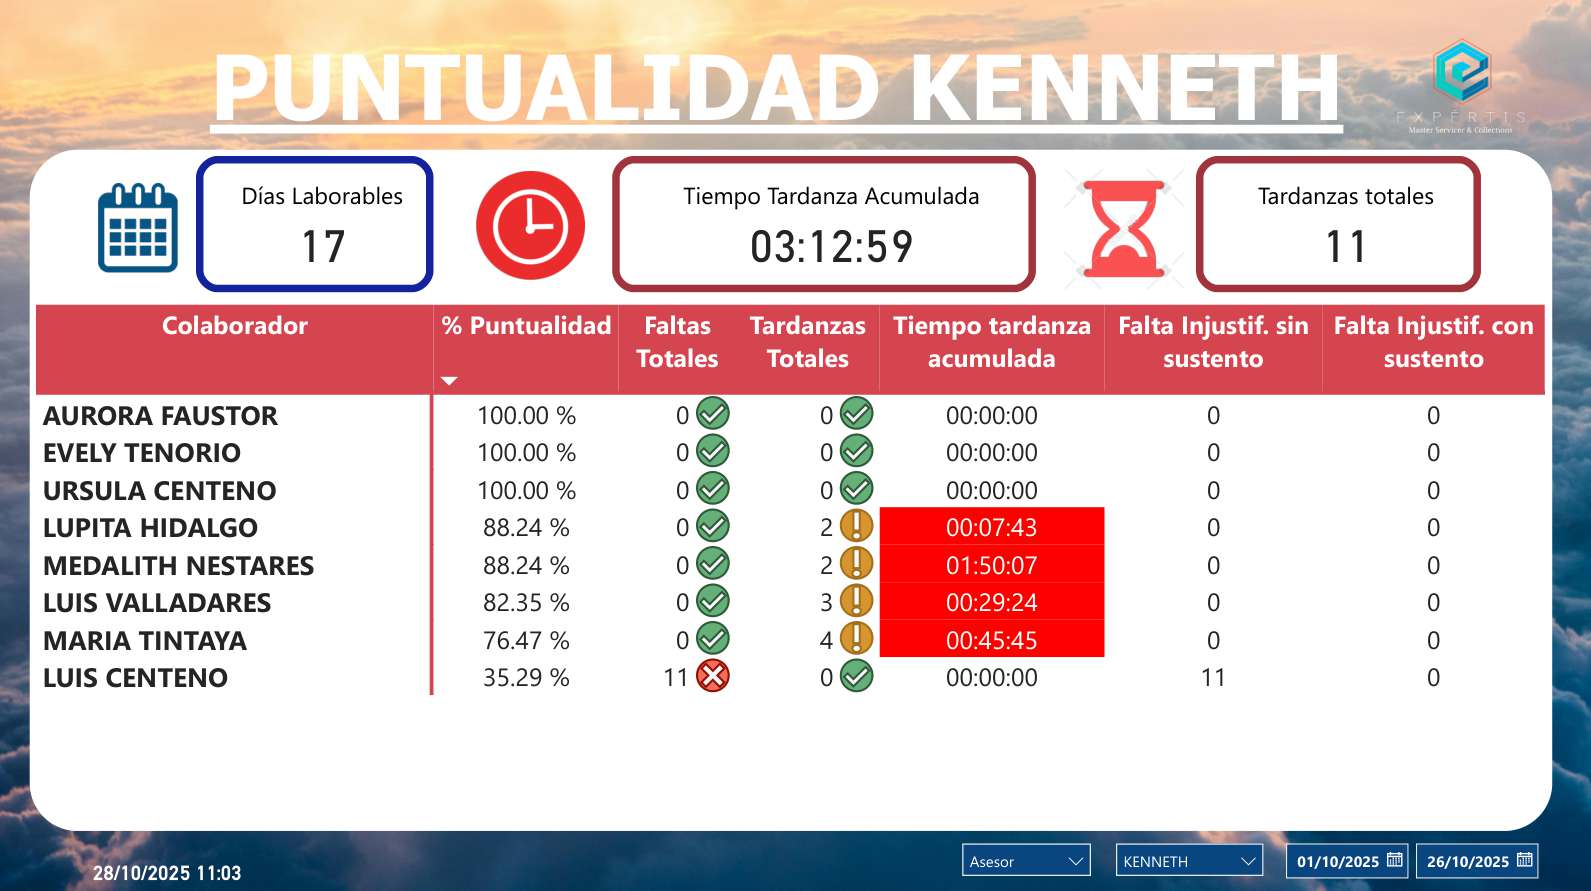 PUNTUALIDAD KENNETH
EXPERTIS
Master Servicer & Collections
Días Laborables
17
Tiempo Tardanza Acumulada
03:12:59
Tardanzas totales
11
Colaborador % Puntualidad Faltas Totales Tardanzas Totales Tiempo tardanza acumulada Falta Injustif. sin sustento Falta Injustif. con sustento
AURORA FAUSTOR 100.00 % 0 0 00:00:00 0 0
EVELY TENORIO 100.00 % 0 0 00:00:00 0 0
URSULA CENTENO 100.00 % 0 0 00:00:00 0 0
LUPITA HIDALGO 88.24 % 0 2 00:07:43 0 0
MEDALITH NESTARES 88.24 % 0 2 01:50:07 0 0
LUIS VALLADARES 82.35 % 0 3 00:29:24 0 0
MARIA TINTAYA 76.47 % 0 4 00:45:45 0 0
LUIS CENTENO 35.29 % 11 0 00:00:00 11 0
28/10/2025 11:03
Asesor
KENNETH
01/10/2025
26/10/2025